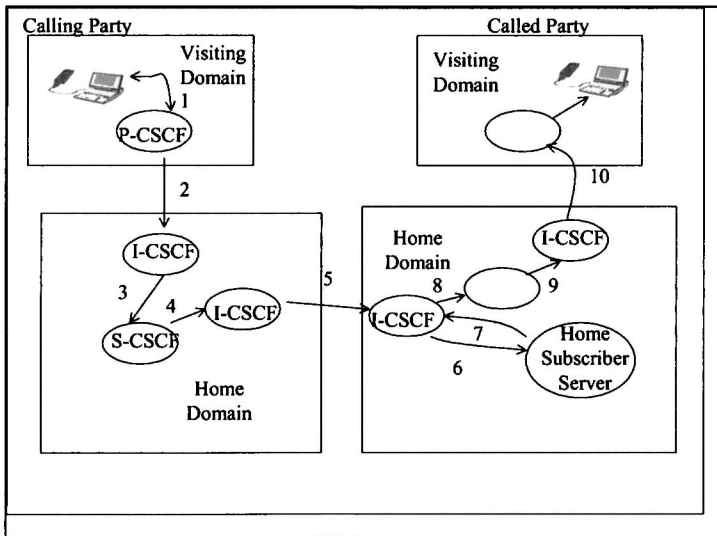 Calling Party
Visiting
Domain
1
P-CSCF
2
I-CSCF
3
4
I-CSCF
S-CSCF
Home
Domain
5
Called Party
Visiting
Domain
10
Home
Domain
I-CSCF
8
9
I-CSCF
7
6
Home
Subscriber
Server